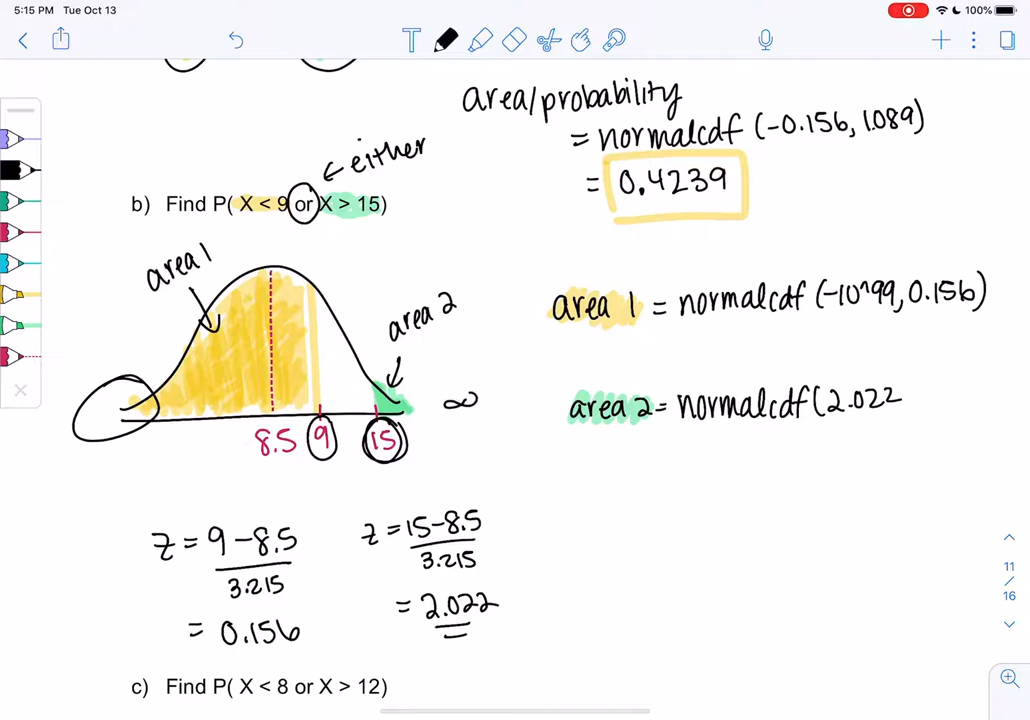 5:15 PM Tue Oct 13
100%
T
area/probability
= normalcdf (-0.156, 1.089)
= 0.4239
either
b) Find P( X < 9 or X > 15)
area 1
area 2
area 1 = normalcdf (-10^99, 0.156)
∞
area 2 = normalcdf (2.022
8.5 9 15
z = 9 - 8.5
3.215
= 0.156
z = 15 - 8.5
3.215
= 2.022
11
/
16
c) Find P( X < 8 or X > 12)